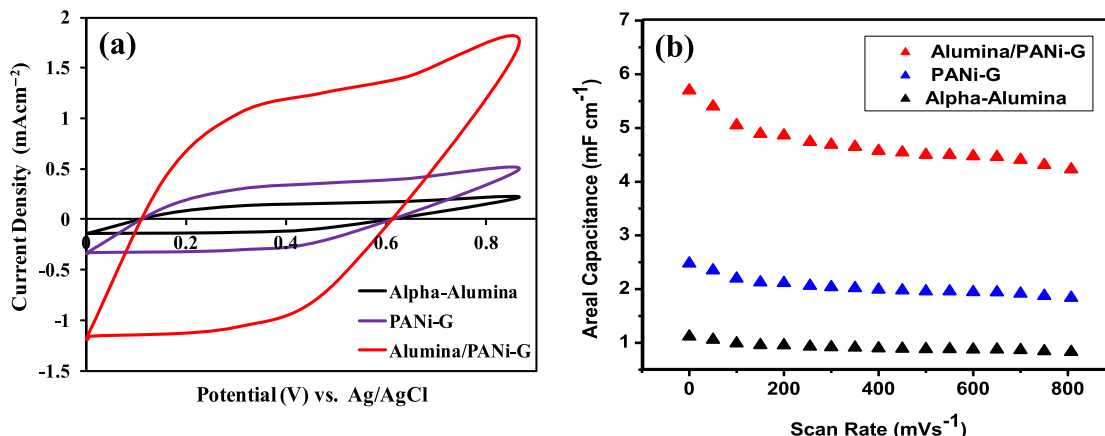 (a)
2
1.5
1
0.5
0
-0.5
-1
-1.5
0
0.2
0.4
0.6
0.8
Current Density (mAcm⁻²)
Potential (V) vs. Ag/AgCl
Alpha-Alumina
PANi-G
Alumina/PANi-G
(b)
7
6
5
4
3
2
1
0
200
400
600
800
Areal Capacitance (mF cm⁻¹)
Scan Rate (mVs⁻¹)
Alumina/PANi-G
PANi-G
Alpha-Alumina